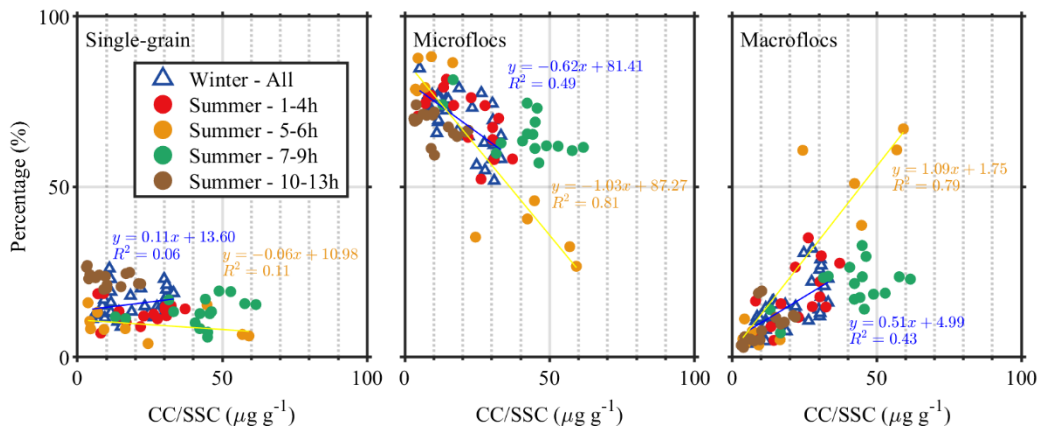 100
50
0
Percentage (%)
Single-grain
Winter - All
Summer - 1-4h
Summer - 5-6h
Summer - 7-9h
Summer - 10-13h
y = 0.11x + 13.60
R² = 0.06
y = −0.06x + 10.98
R² = 0.11
0 50 100
CC/SSC (μg g⁻¹)
Microflocs
y = −0.62x + 81.41
R² = 0.49
y = −1.03x + 87.27
R² = 0.81
0 50 100
CC/SSC (μg g⁻¹)
Macroflocs
y = 1.09x + 1.75
R² = 0.79
y = 0.51x + 4.99
R² = 0.43
0 50 100
CC/SSC (μg g⁻¹)